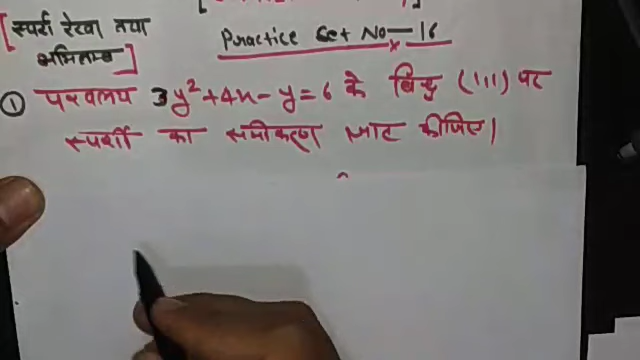 [स्पर्श रेखा तथा
अभिलम्ब]
Practice Set No- 16
① परवलय 3y²+4x-y=6 के बिन्दु (1,1) पर
स्पर्शी का समीकरण ज्ञात कीजिए।